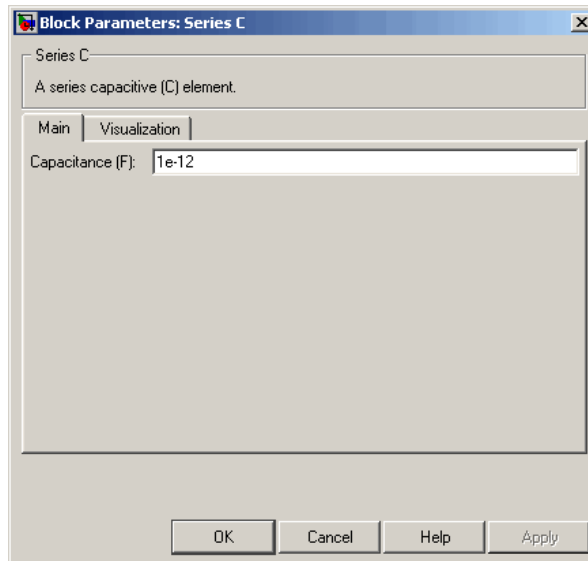 Block Parameters: Series C
Series C
A series capacitive (C) element.
Main Visualization
Capacitance (F): 1e-12
OK Cancel Help Apply